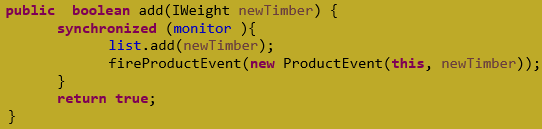 public  boolean add(IWeight newTimber) {
synchronized (monitor ){
list.add(newTimber);
fireProductEvent(new ProductEvent(this, newTimber));
}
return true;
}